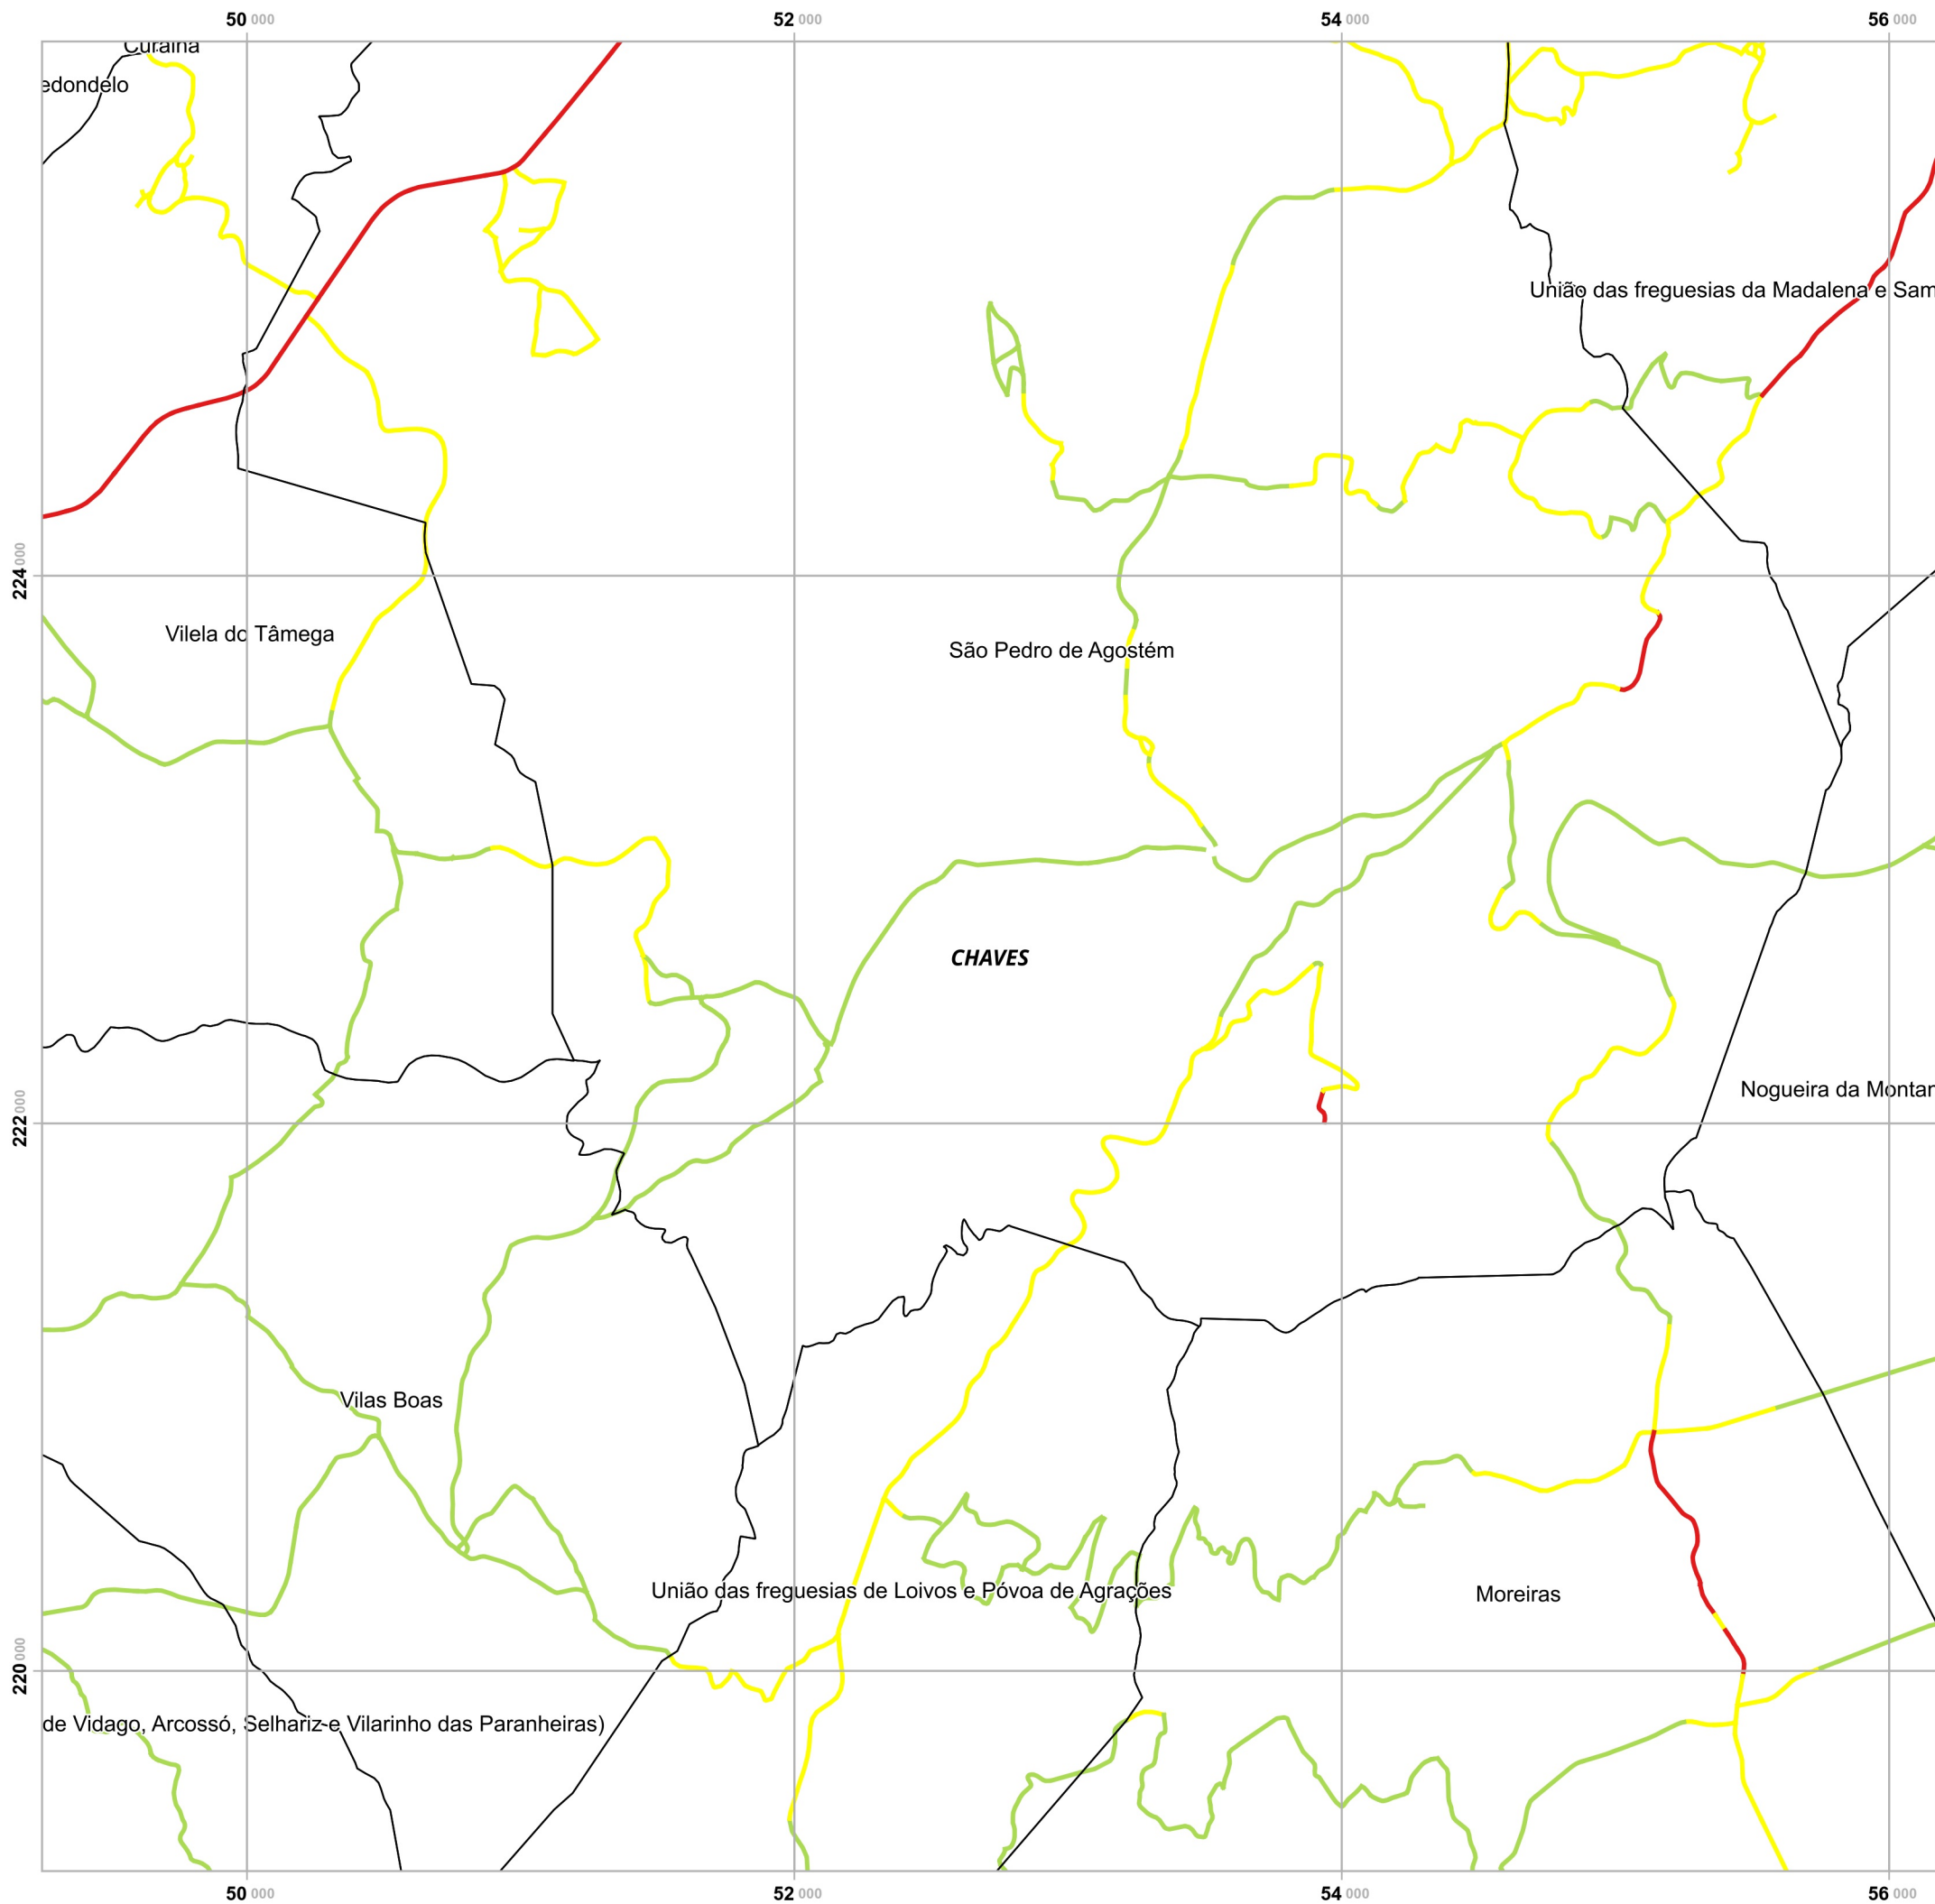 50 000
52 000
54 000
56 000
Curalha
edondelo
União das freguesias da Madalena e Sam
224 000
Vilela do Tâmega
São Pedro de Agostém
CHAVES
222 000
Nogueira da Montan
Vilas Boas
União das freguesias de Loivos e Póvoa de Agrações
Moreiras
220 000
de Vidago, Arcossó, Selhariz e Vilarinho das Paranheiras)
50 000
52 000
54 000
56 000